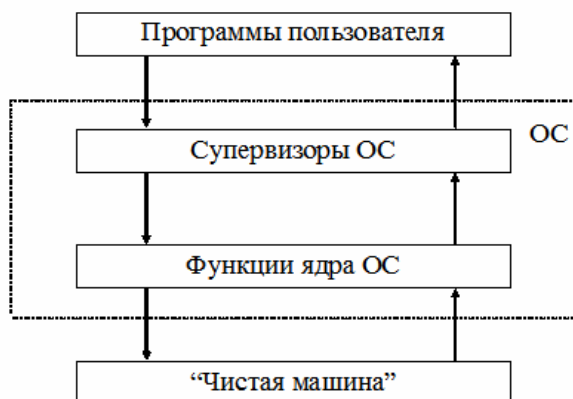 Программы пользователя
ОС
Супервизоры ОС
Функции ядра ОС
“Чистая машина”